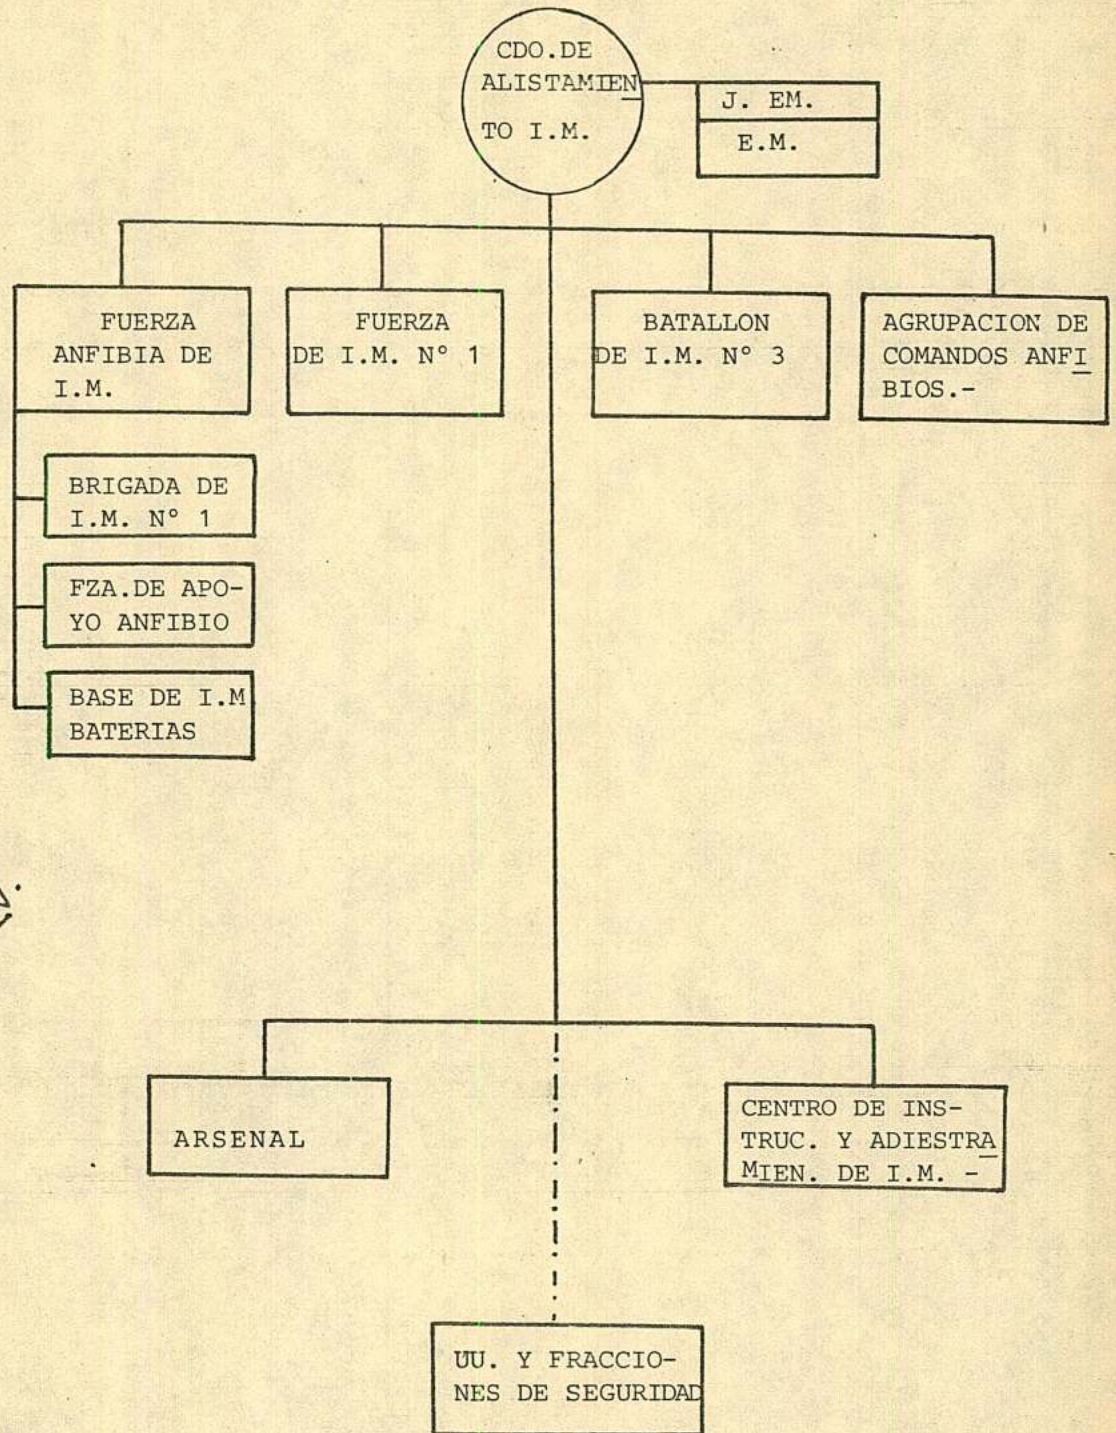 CDO.DE
ALISTAMIEN
TO I.M.
J. EM.
E.M.
FUERZA
ANFIBIA DE
I.M.
FUERZA
DE I.M. N° 1
BATALLON
DE I.M. N° 3
AGRUPACION DE
COMANDOS ANFI
BIOS.-
BRIGADA DE
I.M. N° 1
FZA.DE APO-
YO ANFIBIO
BASE DE I.M
BATERIAS
ARSENAL
CENTRO DE INS-
TRUC. Y ADIESTRA
MIEN. DE I.M. -
UU. Y FRACCIO-
NES DE SEGURIDAD